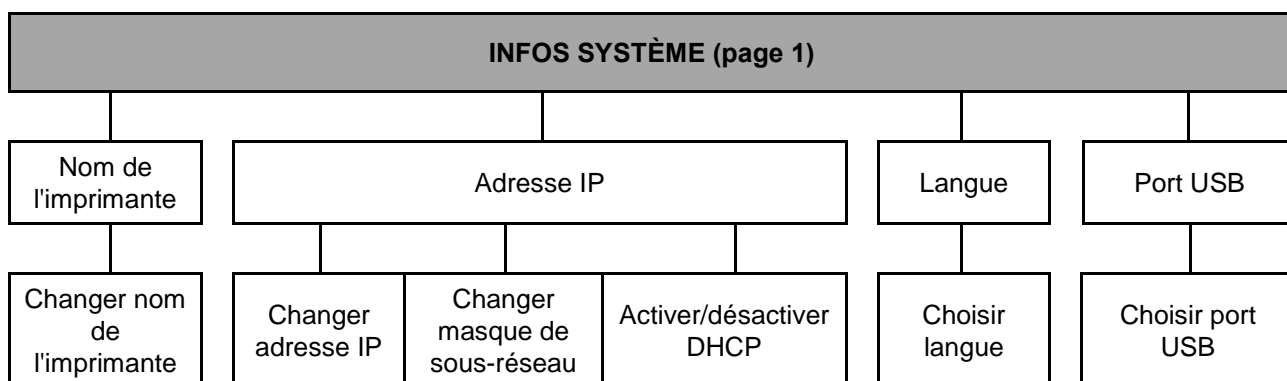 INFOS SYSTÈME (page 1)
Nom de
l'imprimante
Adresse IP
Langue
Port USB
Changer nom
de
l'imprimante
Changer
adresse IP
Changer
masque de
sous-réseau
Activer/désactiver
DHCP
Choisir
langue
Choisir port
USB